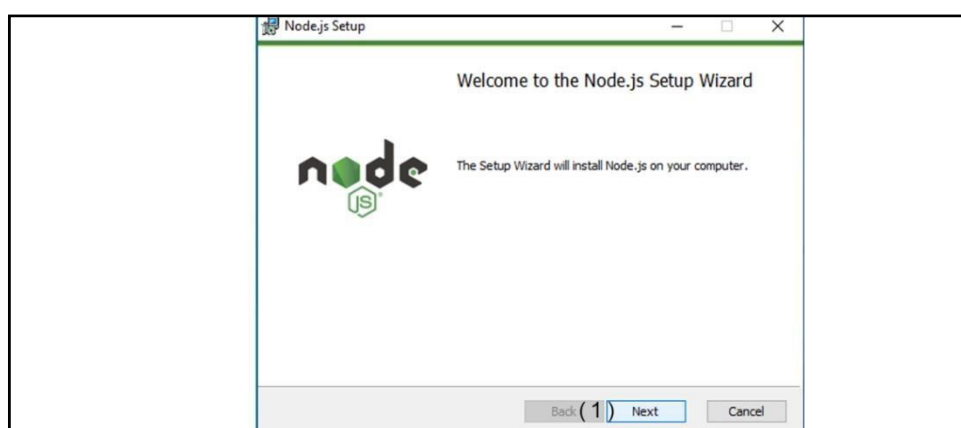 Node.js Setup
Welcome to the Node.js Setup Wizard
The Setup Wizard will install Node.js on your computer.
node
JS
Back (1) Next Cancel